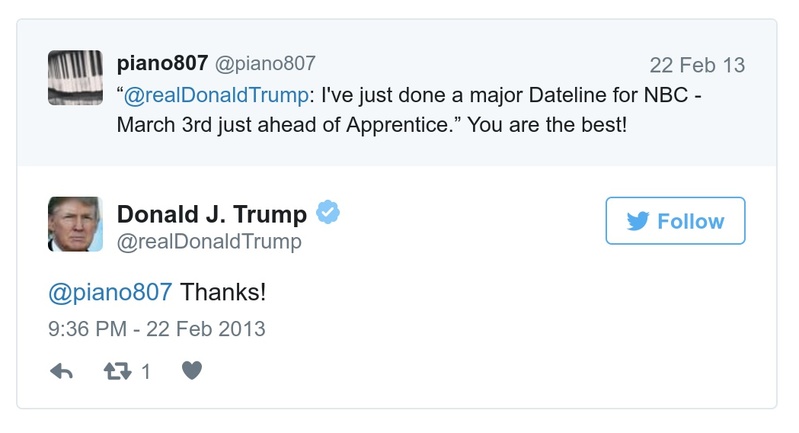 piano807 @piano807 22 Feb 13
“@realDonaldTrump: I've just done a major Dateline for NBC -
March 3rd just ahead of Apprentice.” You are the best!
Donald J. Trump
@realDonaldTrump
Follow
@piano807 Thanks!
9:36 PM - 22 Feb 2013
1